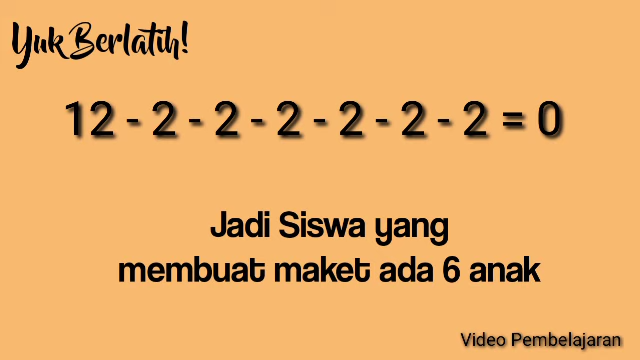 Yuk Berlatih!
12 - 2 - 2 - 2 - 2 - 2 - 2 = 0
Jadi Siswa yang
membuat maket ada 6 anak
Video Pembelajaran